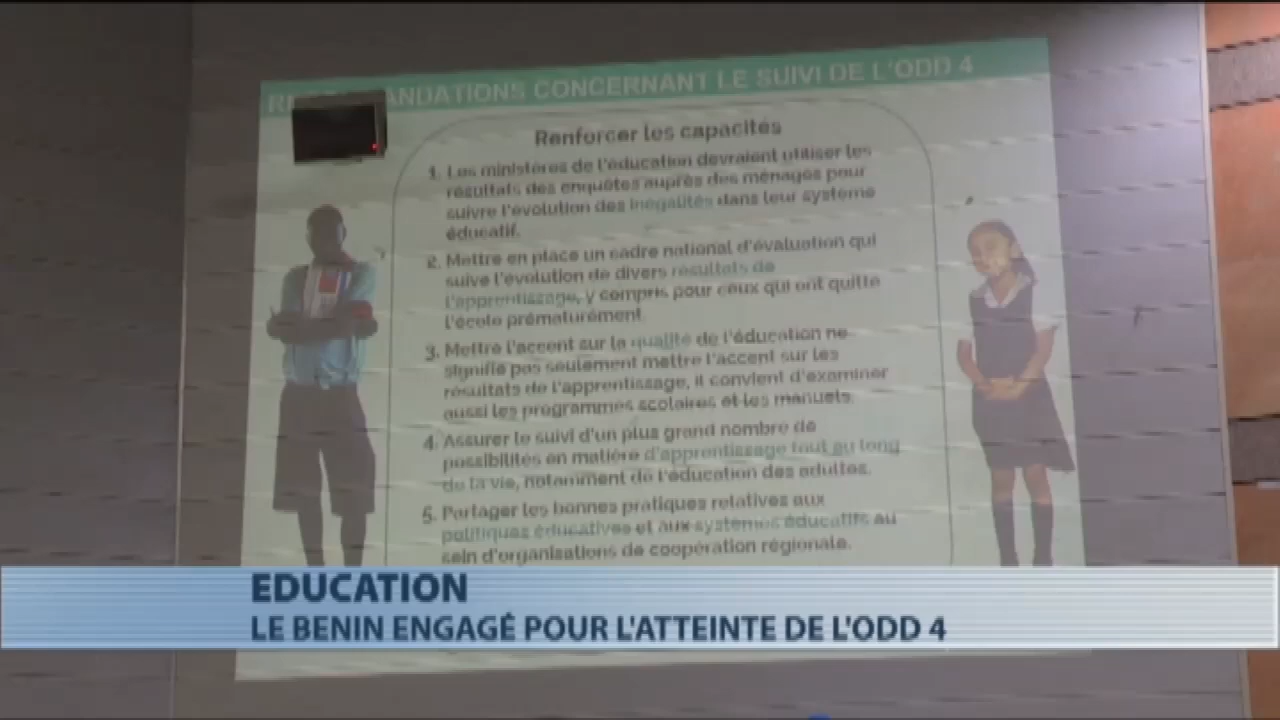 ANDATIONS CONCERNANT LE SUIVI DE L'ODD 4
Renforcer les capacités
1. Les ministères de l'éducation devraient utiliser les
résultats des enquêtes auprès des ménages pour
suivre l'évolution des inégalités dans leur système
éducatif.
2. Mettre en place un cadre national d'évaluation qui
suive l'évolution de divers résultats de
l'apprentissage, y compris pour ceux qui ont quitté
l'école prématurément.
3. Mettre l'accent sur la qualité de l'éducation ne
signifie pas seulement mettre l'accent sur les
résultats de l'apprentissage, il convient d'examiner
aussi les programmes scolaires et les manuels.
4. Assurer le suivi d'un plus grand nombre de
possibilités en matière d'apprentissage tout au long
de la vie, notamment de l'éducation des adultes.
5. Partager les bonnes pratiques relatives aux
politiques éducatives et aux systèmes éducatifs au
sein d'organisations de coopération régionale.
EDUCATION
LE BENIN ENGAGÉ POUR L'ATTEINTE DE L'ODD 4